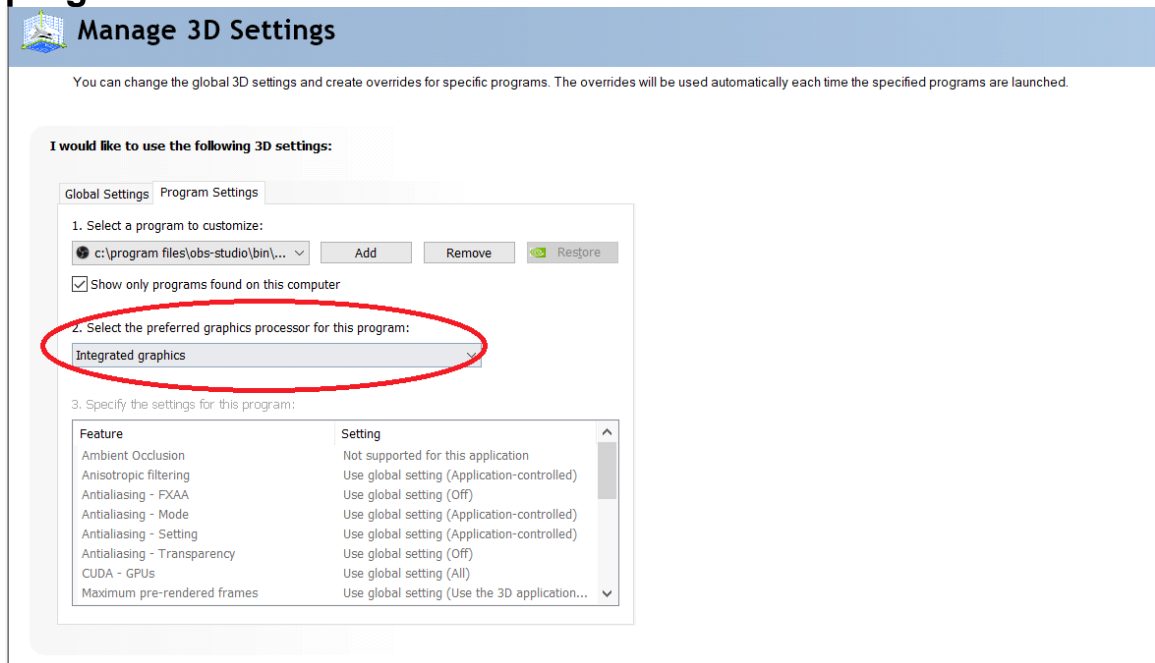 Manage 3D Settings
You can change the global 3D settings and create overrides for specific programs. The overrides will be used automatically each time the specified programs are launched.
I would like to use the following 3D settings:
Global Settings Program Settings
1. Select a program to customize:
c:\program files\obs-studio\bin\... Add Remove Restore
Show only programs found on this computer
2. Select the preferred graphics processor for this program:
Integrated graphics
3. Specify the settings for this program:
Feature Setting
Ambient Occlusion Not supported for this application
Anisotropic filtering Use global setting (Application-controlled)
Antialiasing - FXAA Use global setting (Off)
Antialiasing - Mode Use global setting (Application-controlled)
Antialiasing - Setting Use global setting (Application-controlled)
Antialiasing - Transparency Use global setting (Off)
CUDA - GPUs Use global setting (All)
Maximum pre-rendered frames Use global setting (Use the 3D application...